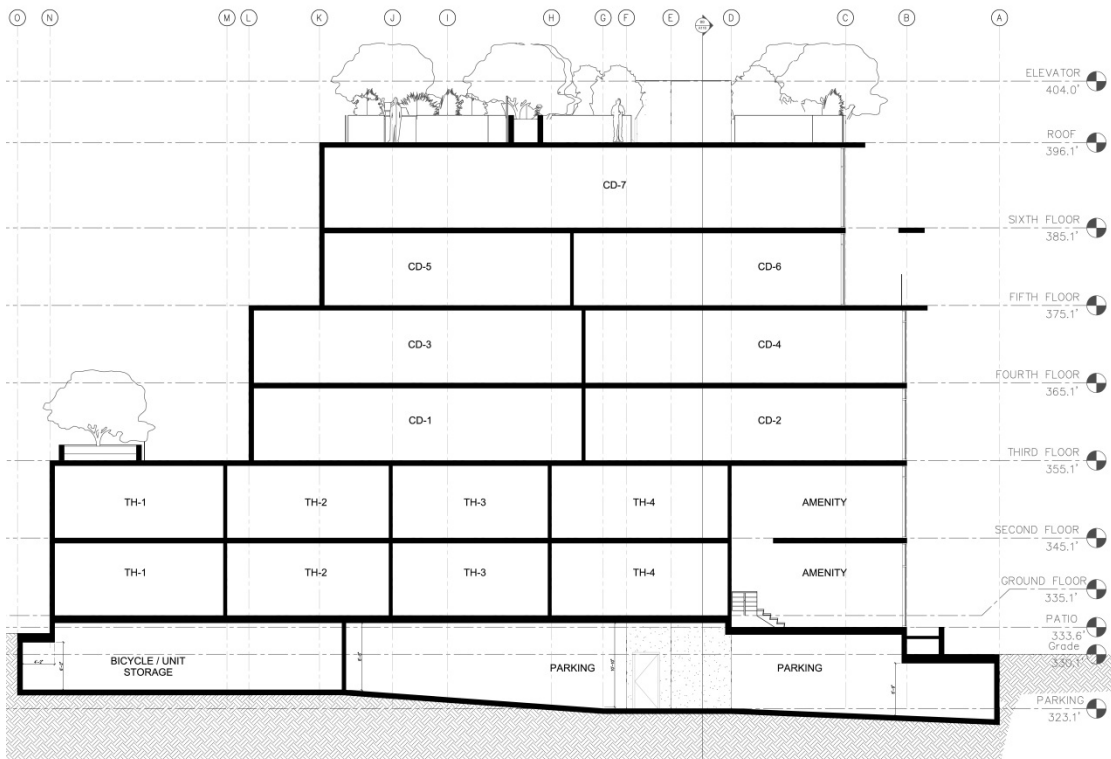 O N M L K J I H G F E D C B A
ELEVATOR
404.0'
ROOF
396.1'
CD-7
SIXTH FLOOR
385.1'
CD-5 CD-6
FIFTH FLOOR
375.1'
CD-3 CD-4
FOURTH FLOOR
365.1'
CD-1 CD-2
THIRD FLOOR
355.1'
TH-1 TH-2 TH-3 TH-4 AMENITY
SECOND FLOOR
345.1'
TH-1 TH-2 TH-3 TH-4 AMENITY
GROUND FLOOR
335.1'
PATIO
333.6'
Grade
330.1'
BICYCLE / UNIT
STORAGE
PARKING PARKING
PARKING
323.1'